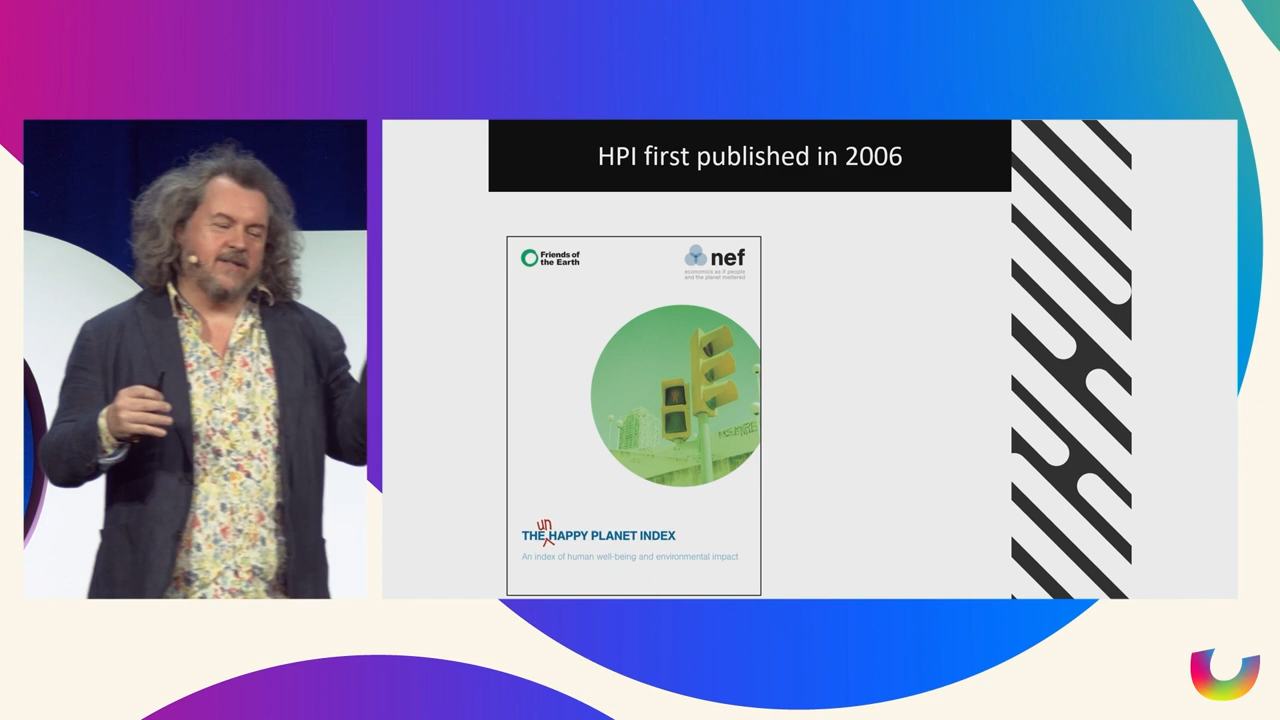 HPI first published in 2006
Friends of
the Earth
nef
economics as if people
and the planet mattered
un
THE HAPPY PLANET INDEX
An index of human well-being and environmental impact